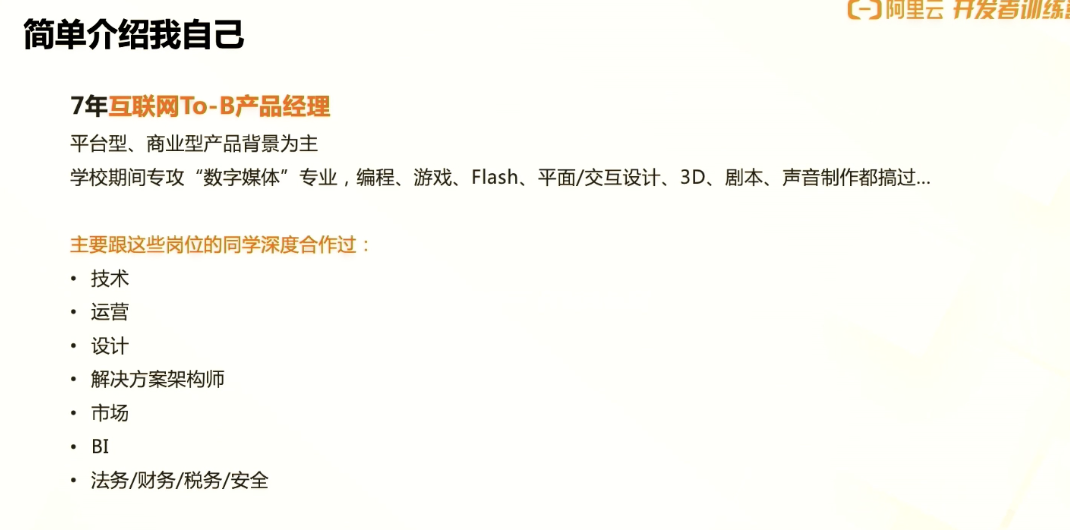 阿里云 开发者训练营
简单介绍我自己
7年互联网To-B产品经理
平台型、商业型产品背景为主
学校期间专攻“数字媒体”专业，编程、游戏、Flash、平面/交互设计、3D、剧本、声音制作都搞过...
主要跟这些岗位的同学深度合作过：
• 技术
• 运营
• 设计
• 解决方案架构师
• 市场
• BI
• 法务/财务/税务/安全